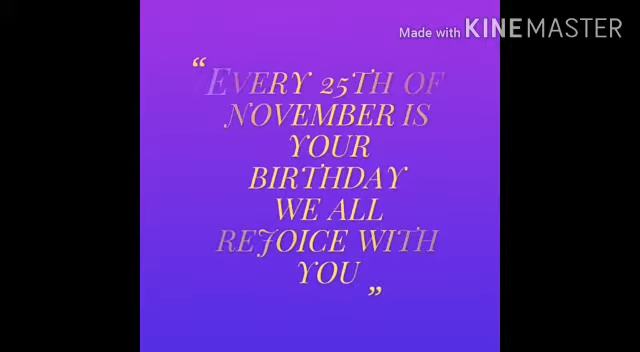 Made with KINEMASTER
“EVERY 25TH OF
NOVEMBER IS
YOUR
BIRTHDAY
WE ALL
REJOICE WITH
YOU”